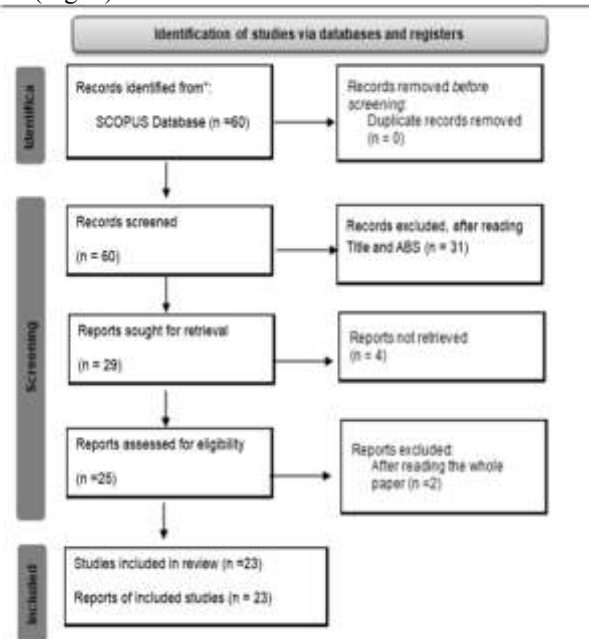 Identification of studies via databases and registers
Identifica
Records identified from*:
SCOPUS Database (n =60)
Records removed before
screening:
Duplicate records removed
(n = 0)
Screening
Records screened
(n = 60)
Records excluded, after reading
Title and ABS (n = 31)
Reports sought for retrieval
(n = 29)
Reports not retrieved
(n = 4)
Reports assessed for eligibility
(n =25)
Reports excluded:
After reading the whole
paper (n =2)
Included
Studies included in review (n =23)
Reports of included studies (n = 23)